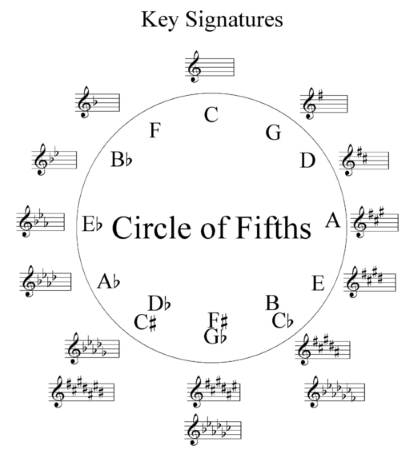 Key Signatures
C
F G
B♭ D
E♭ Circle of Fifths A
A♭ E
D♭ B
C♯ F♯ C♭
G♭